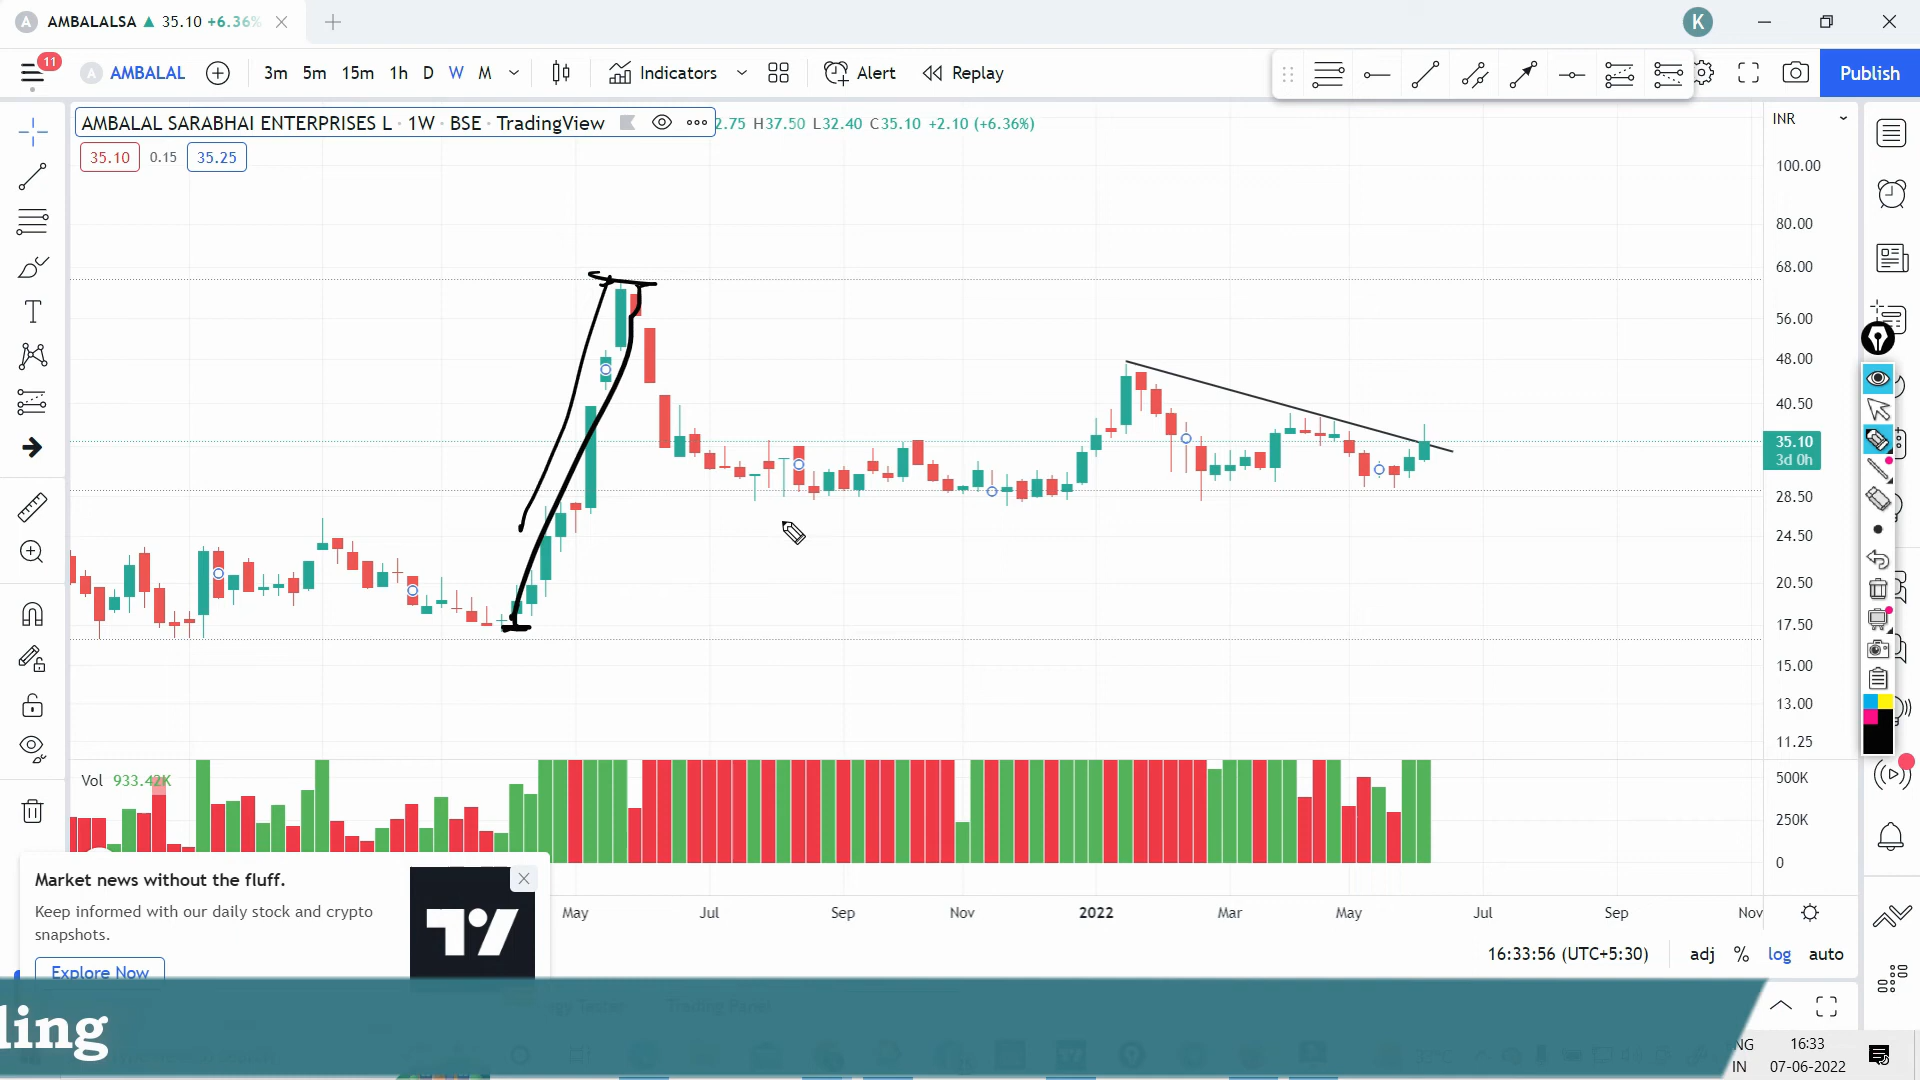 A AMBALALSA ▲ 35.10 +6.36%
K
11
A AMBALAL 3m 5m 15m 1h D W M Indicators Alert Replay Publish
AMBALAL SARABHAI ENTERPRISES L · 1W · BSE · TradingView 2.75 H37.50 L32.40 C35.10 +2.10 (+6.36%)
INR
35.10 0.15 35.25
100.00
80.00
68.00
56.00
48.00
40.50
35.10
3d 0h
28.50
24.50
20.50
17.50
15.00
13.00
11.25
Vol 933.42K
500K
250K
0
Market news without the fluff.
Keep informed with our daily stock and crypto
snapshots.
Explore Now
May Jul Sep Nov 2022 Mar May Jul Sep Nov
16:33:56 (UTC+5:30) adj % log auto
Trading Panel
ling
NG
IN
16:33
07-06-2022